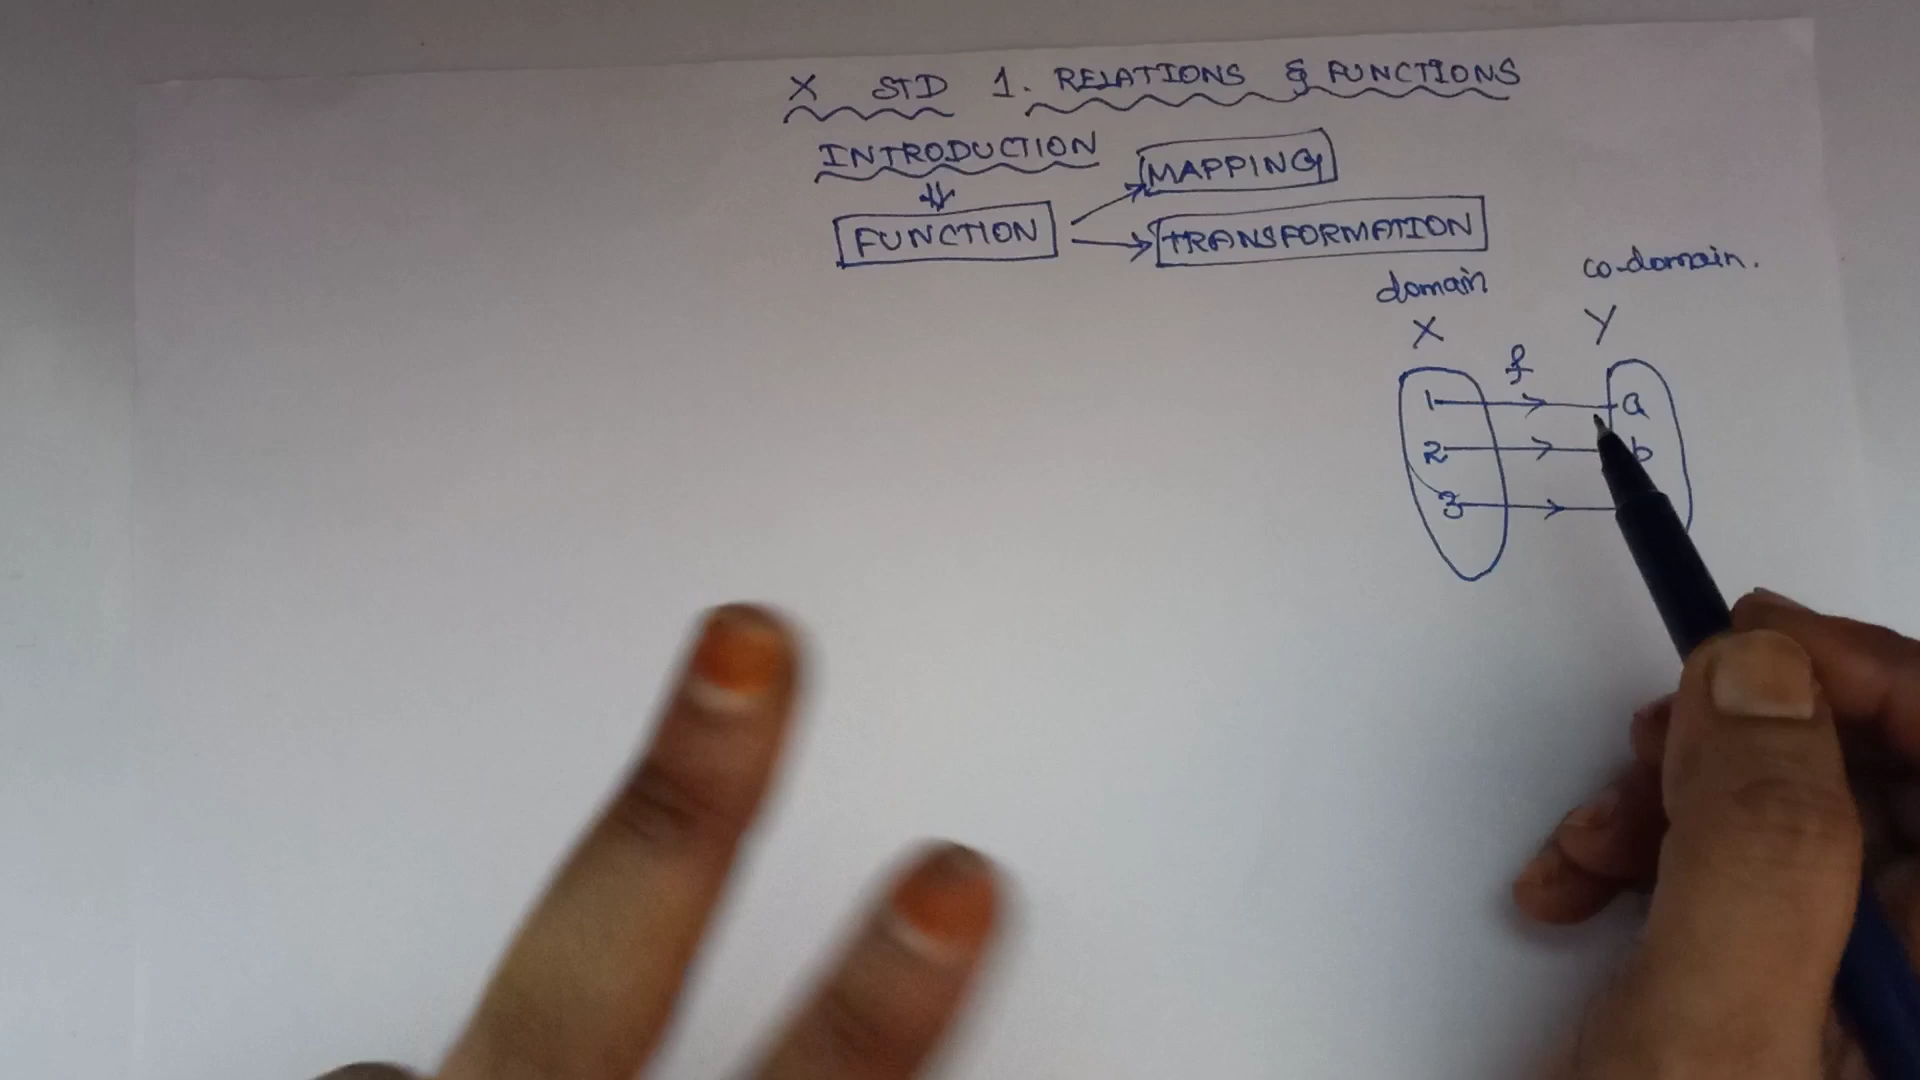 X STD 1. RELATIONS & FUNCTIONS
INTRODUCTION
MAPPING
FUNCTION
TRANSFORMATION
domain co-domain.
X Y
f
1 a
2 b
3